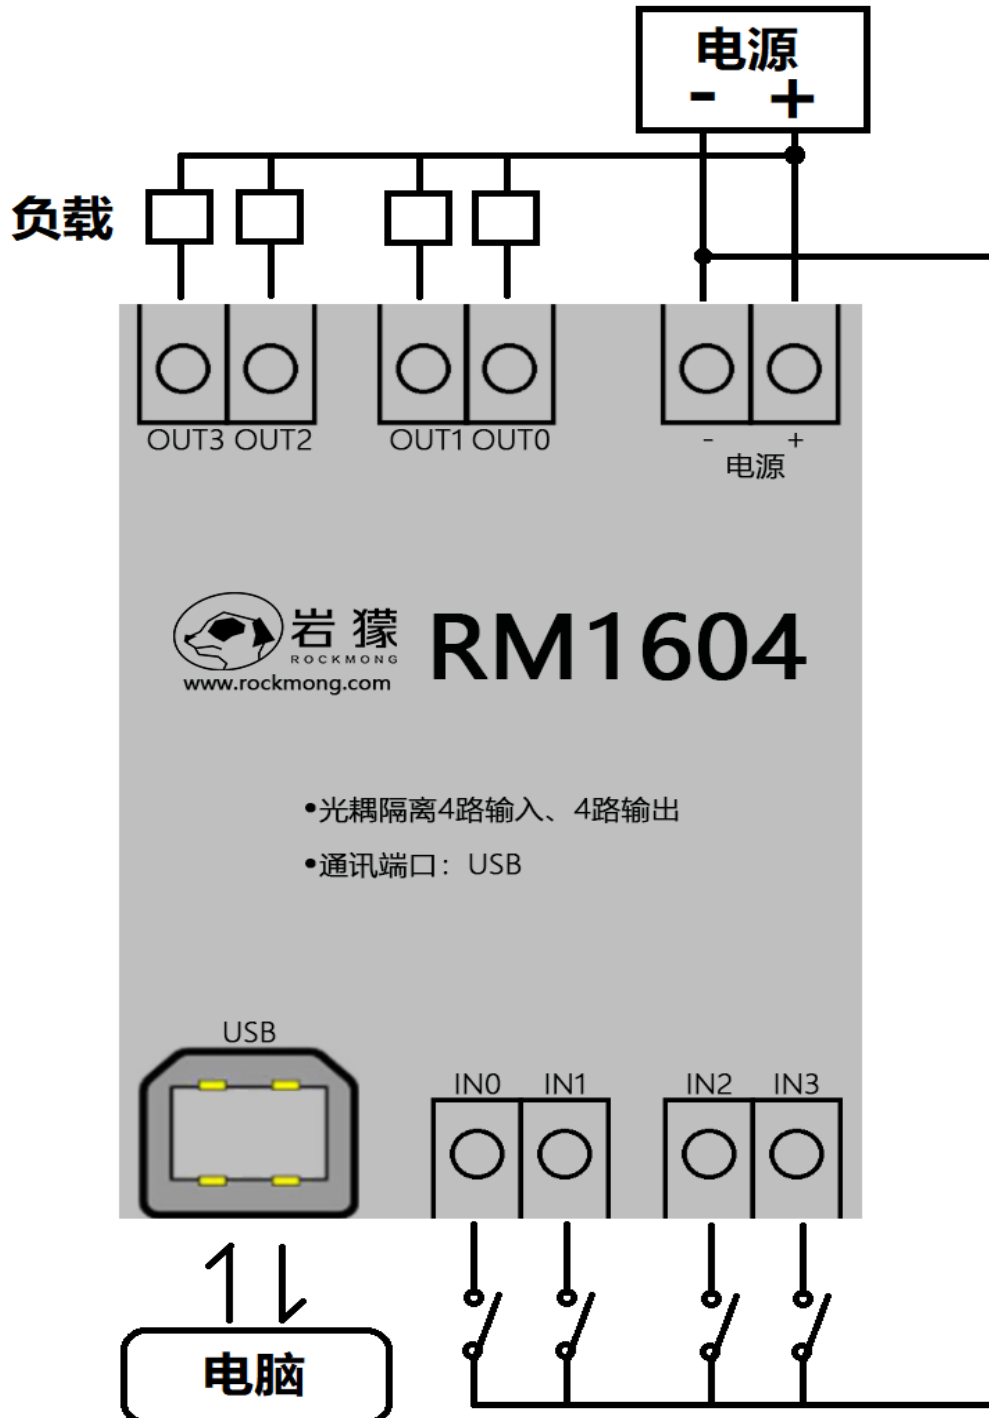 电源
- +
负载
OUT3 OUT2 OUT1 OUT0 - +
电源
岩獴
ROCKMONG
www.rockmong.com
RM1604
•光耦隔离4路输入、4路输出
•通讯端口：USB
USB
IN0 IN1 IN2 IN3
电脑